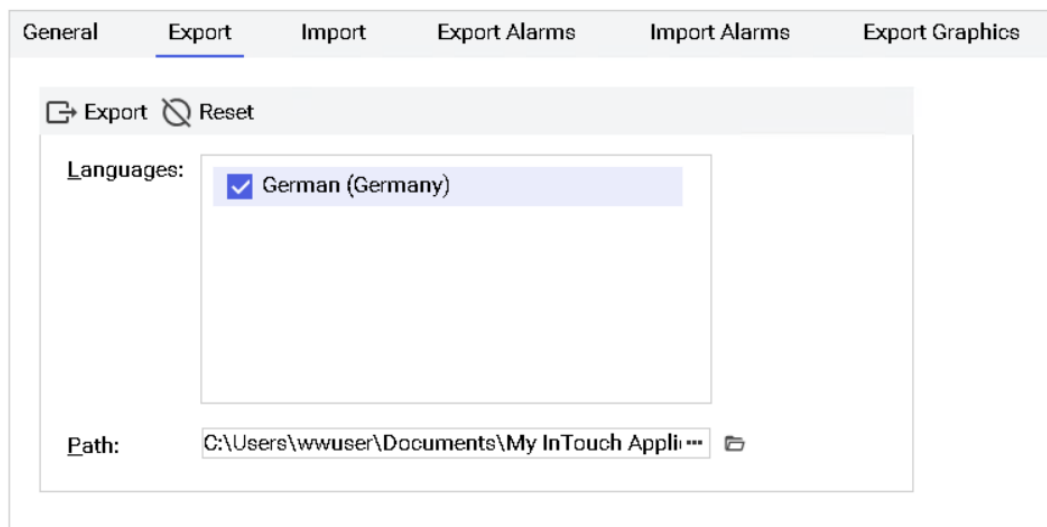 General Export Import Export Alarms Import Alarms Export Graphics
Export Reset
Languages:
German (Germany)
Path: C:\Users\wwuser\Documents\My InTouch Appli ...